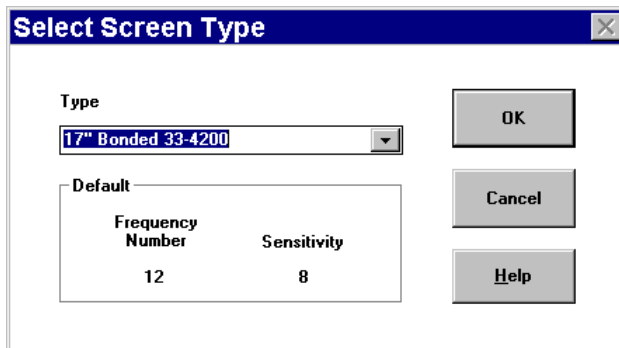 Select Screen Type
Type
17" Bonded 33-4200
OK
Default
Frequency
Number
Sensitivity
12
8
Cancel
Help